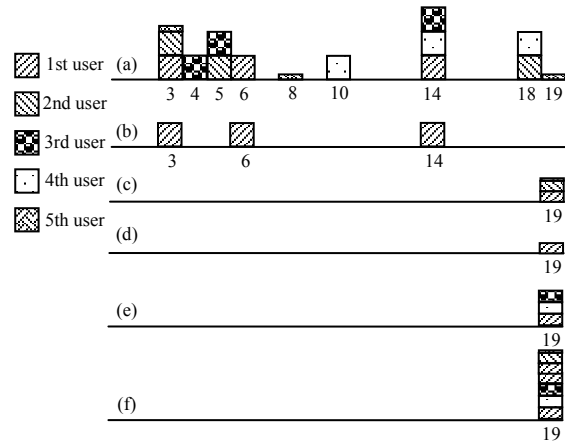 1st user
2nd user
3rd user
4th user
5th user
(a)
3 4 5 6 8 10 14 18 19
(b)
3 6 14
(c)
19
(d)
19
(e)
19
(f)
19